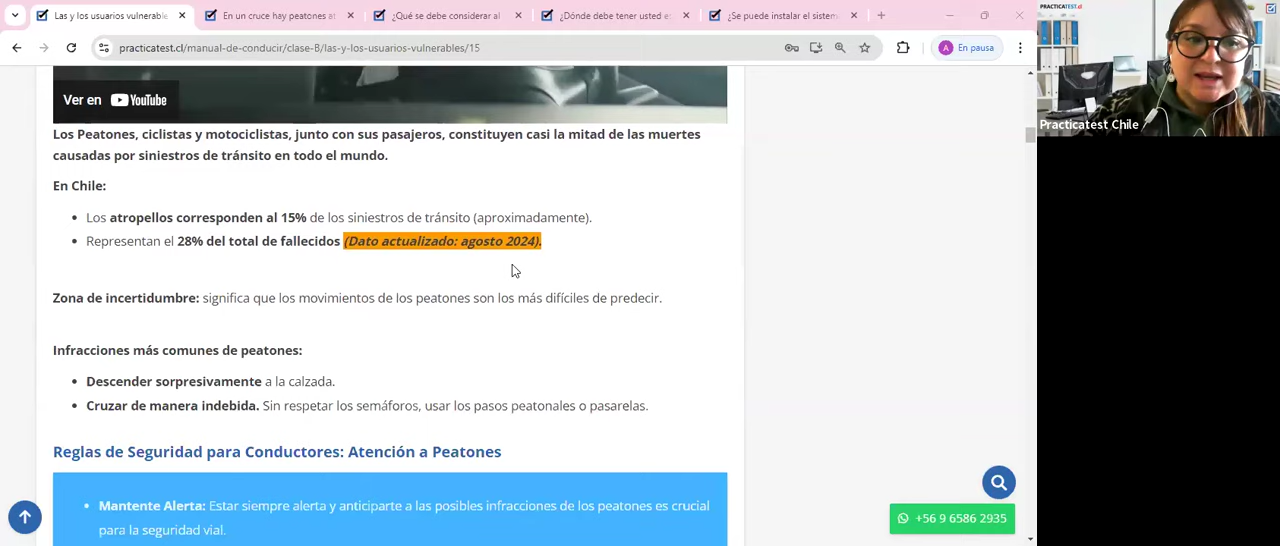 Las y los usuarios vulnerable
En un cruce hay peatones at
¿Qué se debe considerar al
¿Dónde debe tener usted e
¿Se puede instalar el sistem
practicatest.cl/manual-de-conducir/clase-B/las-y-los-usuarios-vulnerables/15
A En pausa
PRACTICATEST.cl
Practicatest Chile
Ver en YouTube
Los Peatones, ciclistas y motociclistas, junto con sus pasajeros, constituyen casi la mitad de las muertes
causadas por siniestros de tránsito en todo el mundo.
En Chile:
Los atropellos corresponden al 15% de los siniestros de tránsito (aproximadamente).
Representan el 28% del total de fallecidos (Dato actualizado: agosto 2024).
Zona de incertidumbre: significa que los movimientos de los peatones son los más difíciles de predecir.
Infracciones más comunes de peatones:
Descender sorpresivamente a la calzada.
Cruzar de manera indebida. Sin respetar los semáforos, usar los pasos peatonales o pasarelas.
Reglas de Seguridad para Conductores: Atención a Peatones
Mantente Alerta: Estar siempre alerta y anticiparte a las posibles infracciones de los peatones es crucial
para la seguridad vial.
+56 9 6586 2935